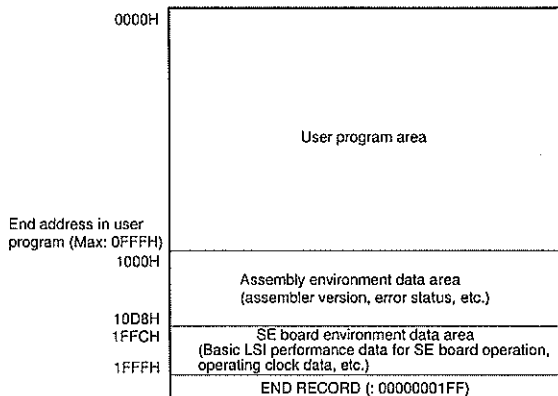 0000H
User program area
End address in user
program (Max: 0FFFH)
1000H
Assembly environment data area
(assembler version, error status, etc.)
10D8H
1FFCH
SE board environment data area
(Basic LSI performance data for SE board operation,
operating clock data, etc.)
1FFFH
END RECORD (: 00000001FF)